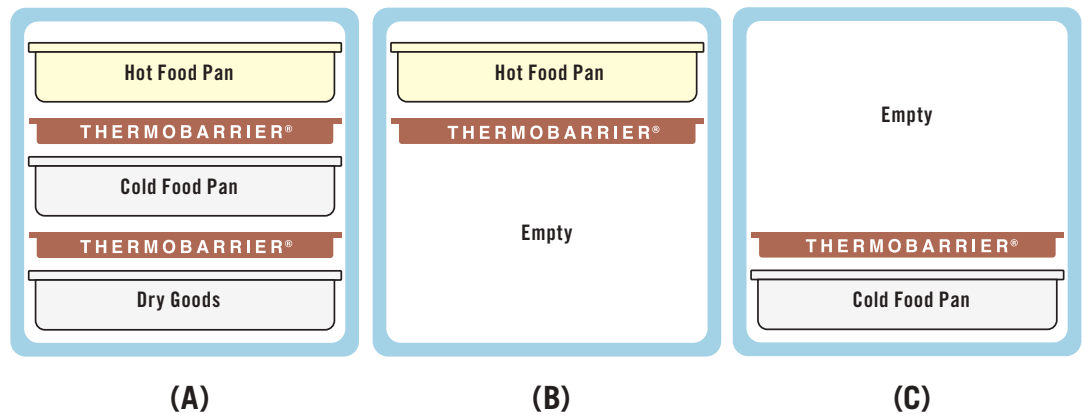 Hot Food Pan
THERMOBARRIER®
Cold Food Pan
THERMOBARRIER®
Dry Goods
(A)
Hot Food Pan
THERMOBARRIER®
Empty
(B)
Empty
THERMOBARRIER®
Cold Food Pan
(C)